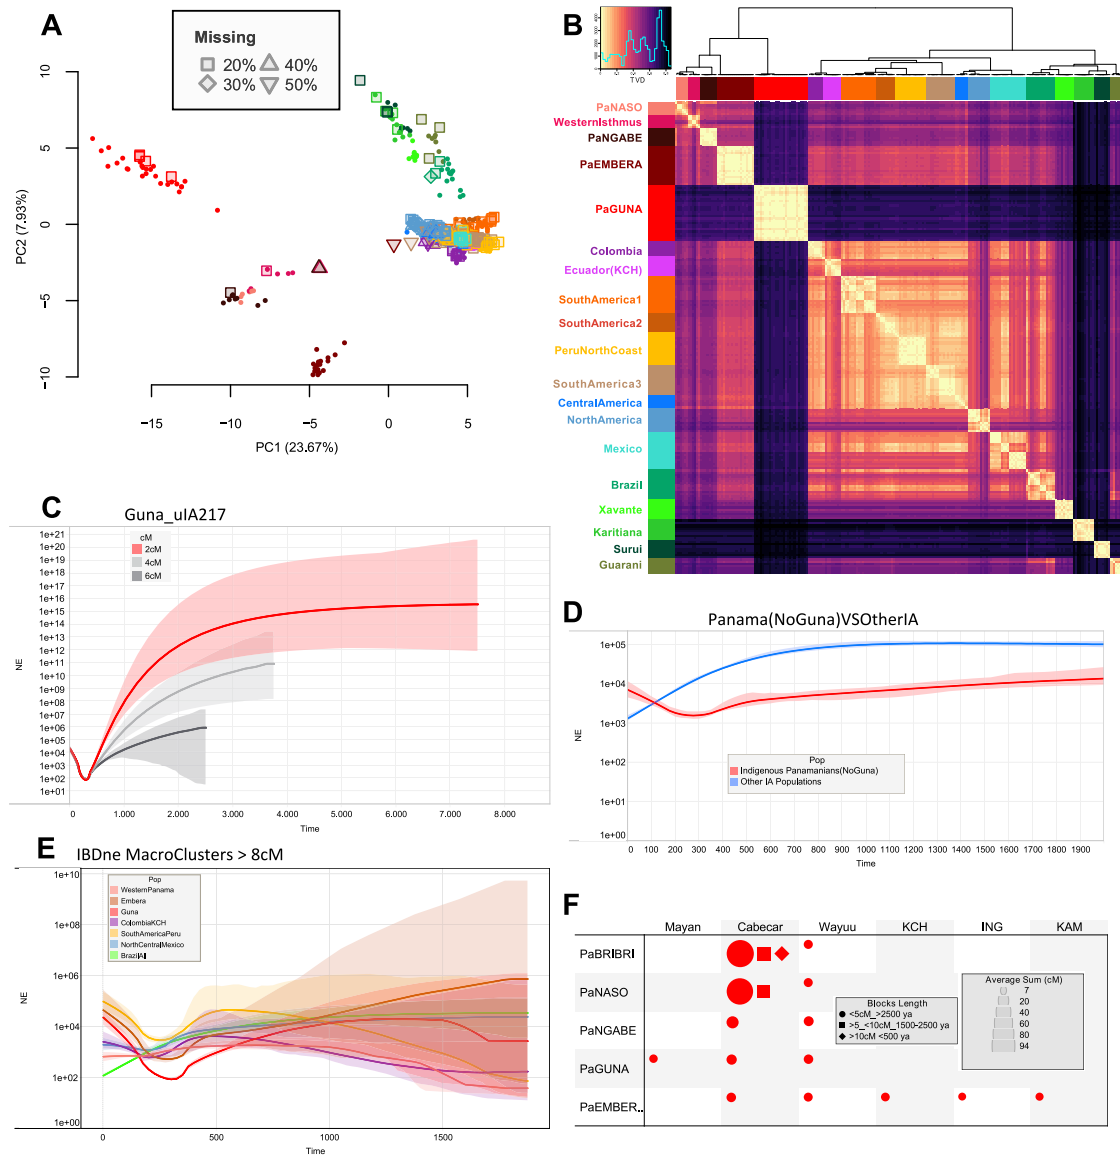 A
Missing
20% 40%
30% 50%
10
5
0
−5
−10
PC2 (7.93%)
−15 −10 −5 0 5
PC1 (23.67%)
B
TVD
PaNASO
WesternIsthmus
PaNGABE
PaEMBERA
PaGUNA
Colombia
Ecuador(KCH)
SouthAmerica1
SouthAmerica2
PeruNorthCoast
SouthAmerica3
CentralAmerica
NorthAmerica
Mexico
Brazil
Xavante
Karitiana
Surui
Guarani
C
Guna_uIA217
cM
2cM
4cM
6cM
1e+21
1e+20
1e+19
1e+18
1e+17
1e+16
1e+15
1e+14
1e+13
1e+12
1e+11
1e+10
1e+09
1e+08
1e+07
1e+06
1e+05
1e+04
1e+03
1e+02
1e+01
NE
0 1.000 2.000 3.000 4.000 5.000 6.000 7.000 8.000
Time
D
Panama(NoGuna)VSOtherIA
1e+05
1e+04
1e+03
1e+02
1e+01
1e+00
NE
Pop
Indigenous Panamanians(NoGuna)
Other IA Populations
0 100 200 300 400 500 600 700 800 900 1000 1100 1200 1300 1400 1500 1600 1700 1800 1900
Time
E
IBDne MacroClusters > 8cM
Pop
WesternPanama
Embera
Guna
ColombiaKCH
SouthAmericaPeru
NorthCentralMexico
BrazilAll
1e+10
1e+08
1e+06
1e+04
1e+02
1e+00
NE
0 500 1000 1500
Time
F
Mayan Cabecar Wayuu KCH ING KAM
PaBRIBRI
PaNASO
PaNGABE
PaGUNA
PaEMBER..
Blocks Length
<5cM_>2500 ya
>5_<10cM_1500-2500 ya
>10cM <500 ya
Average Sum (cM)
7
20
40
60
80
94